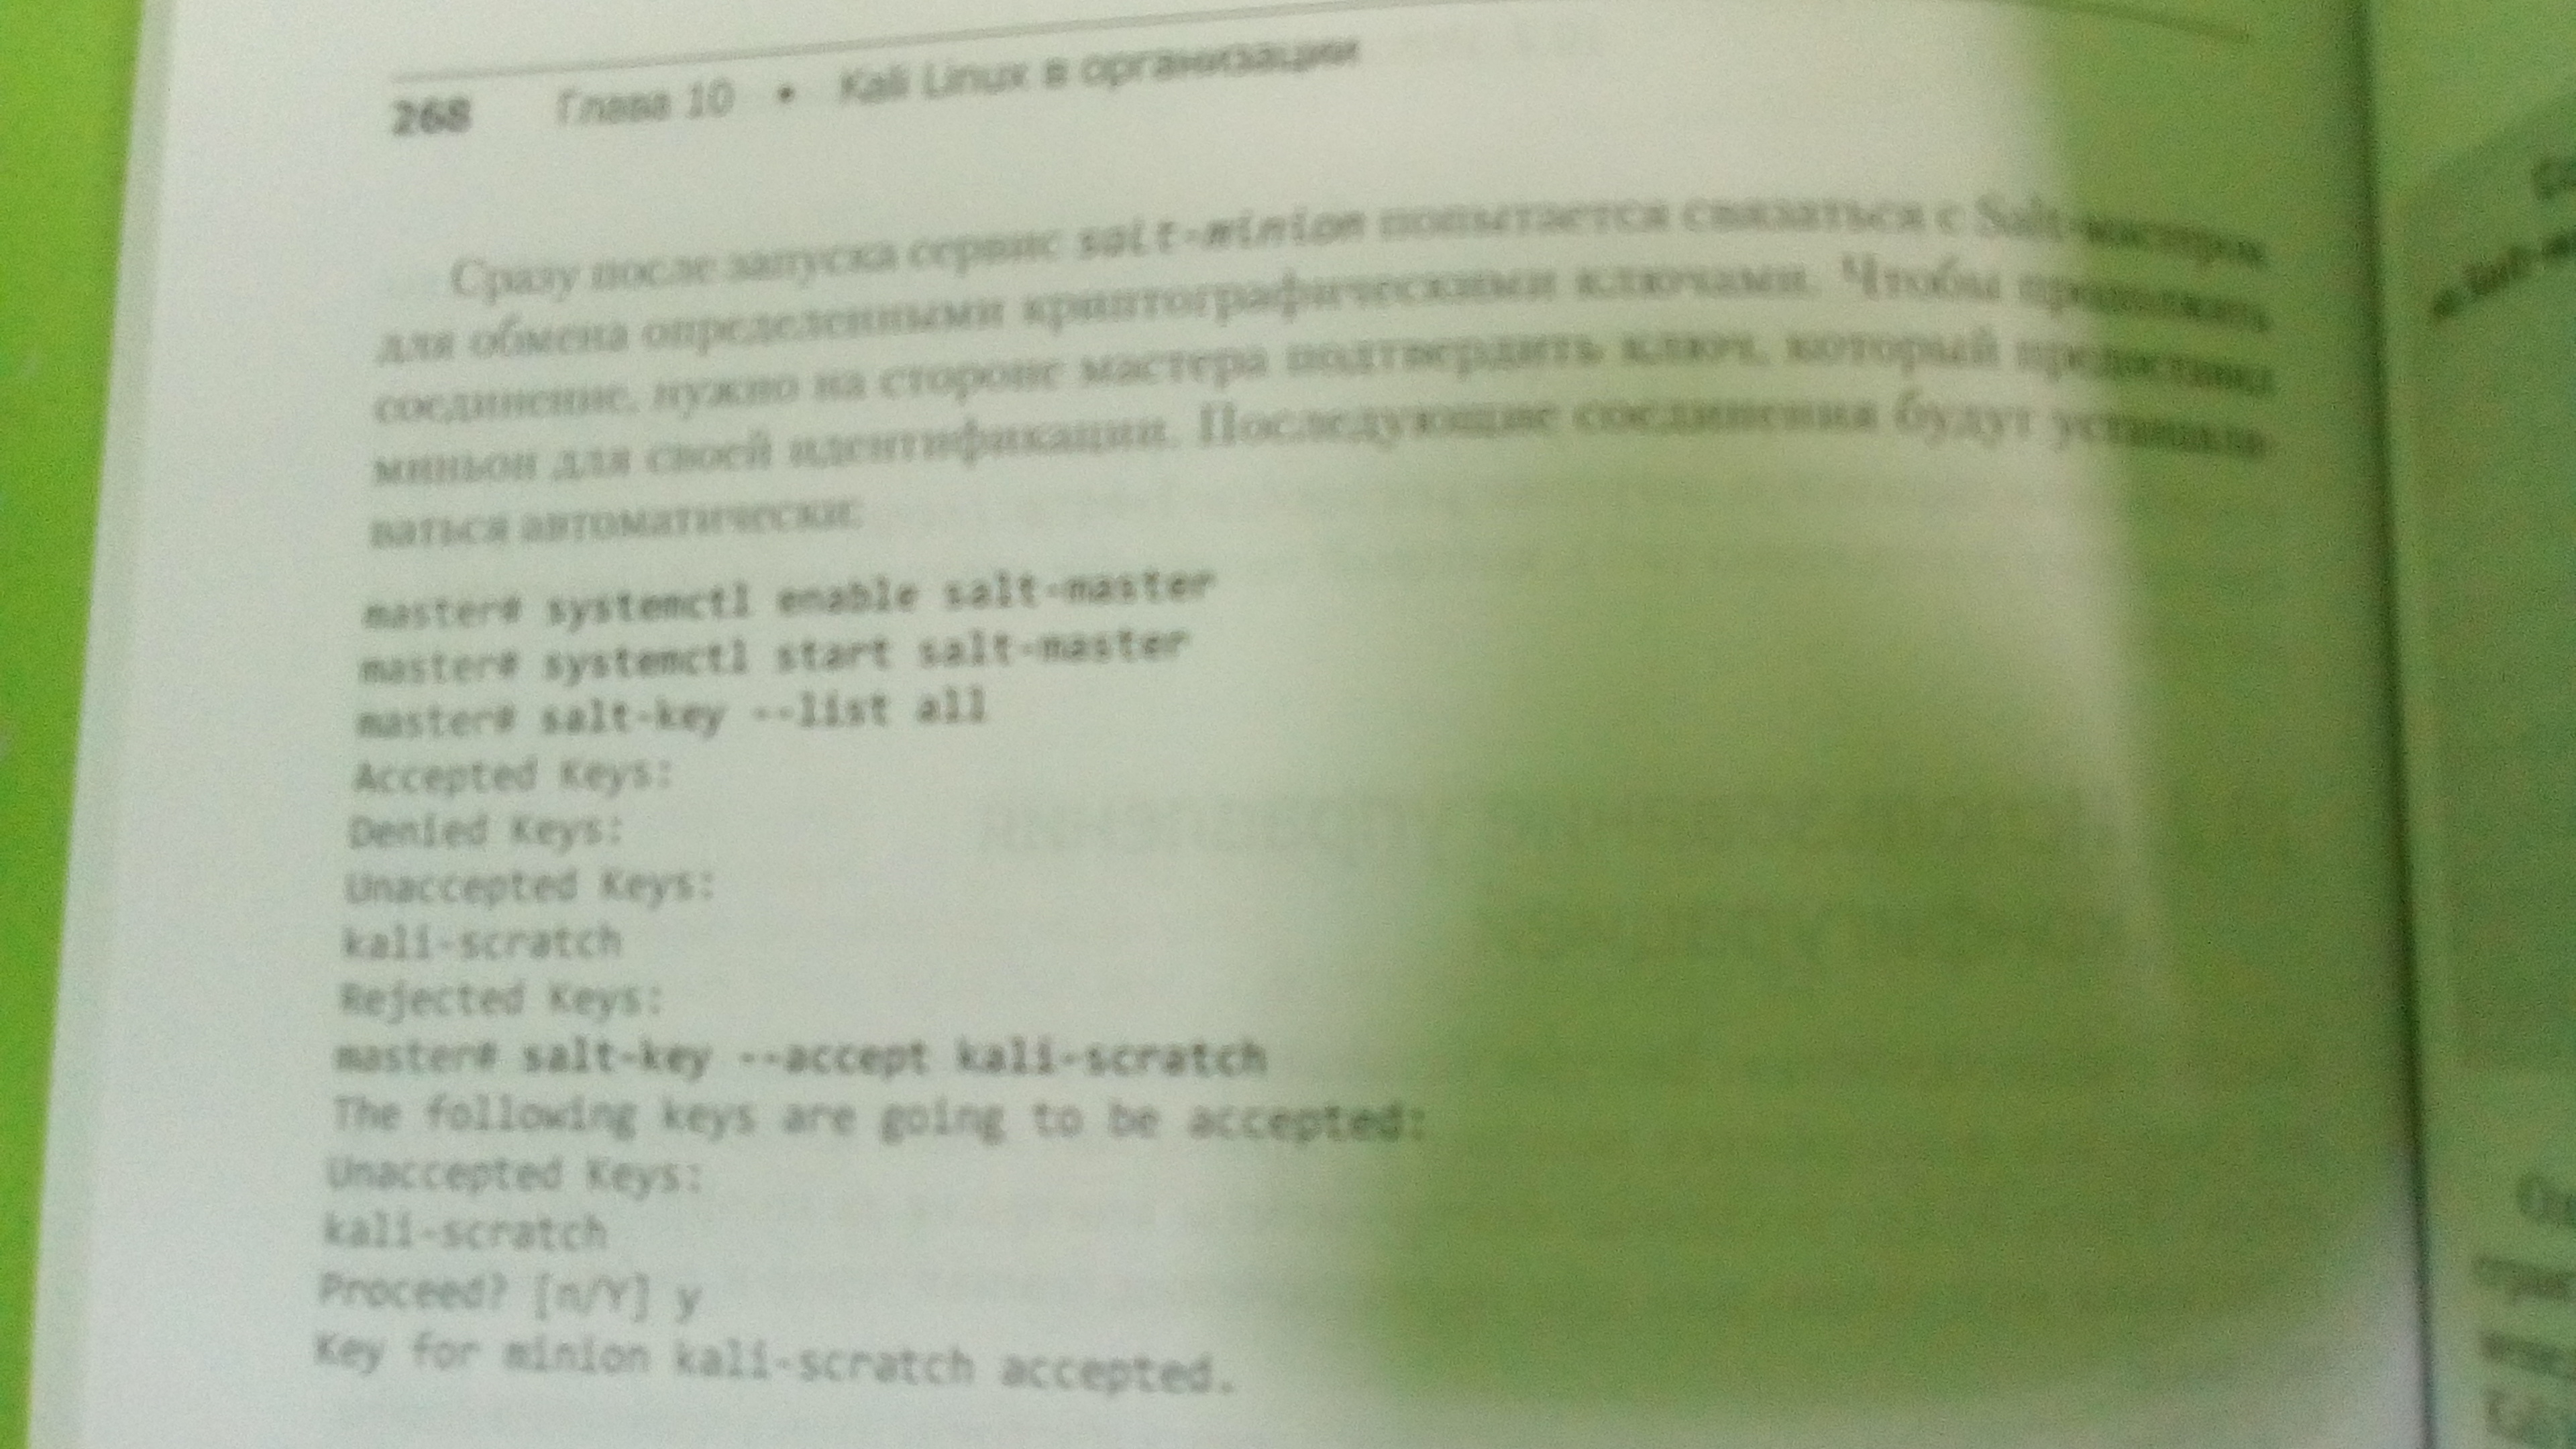 268 Глава 10 • Kali Linux в организации
Сразу после запуска сервис salt-minion попытается связаться с Salt-мастером
для обмена определенными криптографическими ключами. Чтобы продолжить
соединение, нужно на стороне мастера подтвердить ключ, который предоставил
миньон для своей идентификации. Последующие соединения будут устанавли-
ваться автоматически:
master# systemctl enable salt-master
master# systemctl start salt-master
master# salt-key --list all
Accepted Keys:
Denied Keys:
Unaccepted Keys:
kali-scratch
Rejected Keys:
master# salt-key --accept kali-scratch
The following keys are going to be accepted:
Unaccepted Keys:
kali-scratch
Proceed? [n/Y] y
Key for minion kali-scratch accepted.